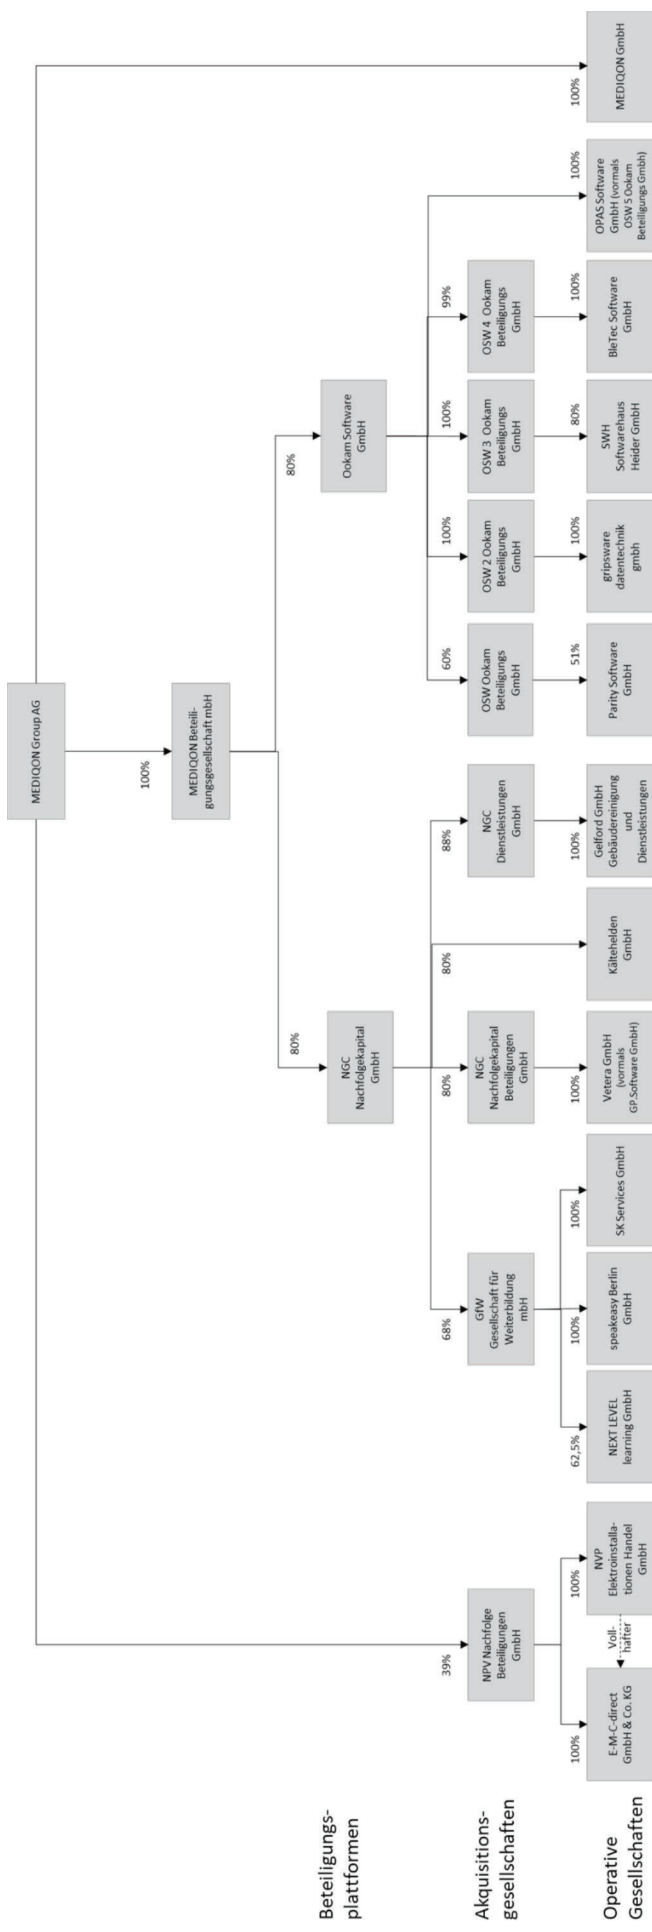 MEDIQON Group AG
100%
MEDIQON Beteili-
gungsgesellschaft mbH
Beteiligungs-
plattformen
80%
NGC
Nachfolgekapital
GmbH
80%
Ookam Software
GmbH
Akquisitions-
gesellschaften
39%
NPV Nachfolge
Beteiligungen
GmbH
68%
GfW
Gesellschaft für
Weiterbildung
mbH
80%
NGC
Nachfolgekapital
Beteiligungen
GmbH
80%
88%
NGC
Dienstleistungen
GmbH
60%
OSW Ookam
Beteiligungs
GmbH
100%
OSW 2 Ookam
Beteiligungs
GmbH
100%
OSW 3 Ookam
Beteiligungs
GmbH
99%
OSW 4 Ookam
Beteiligungs
GmbH
Operative
Gesellschaften
100%
E-M-C-direct
GmbH & Co. KG
Voll-
hafter
100%
NVP
Elektroinstalla-
tionen Handel
GmbH
62,5%
NEXT LEVEL
learning GmbH
100%
speakeasy Berlin
GmbH
100%
SK Services GmbH
100%
Vetera GmbH
(vormals
GP.Software GmbH)
Kältehelden
GmbH
100%
Gelford GmbH
Gebäudereinigung
und
Dienstleistungen
51%
Parity Software
GmbH
100%
gripsware
datentechnik
gmbh
80%
SWH
Softwarehaus
Heider GmbH
100%
BleTec Software
GmbH
100%
OPAS Software
GmbH (vormals
OSW 5 Ookam
Beteiligungs Gmbh)
100%
MEDIQON GmbH